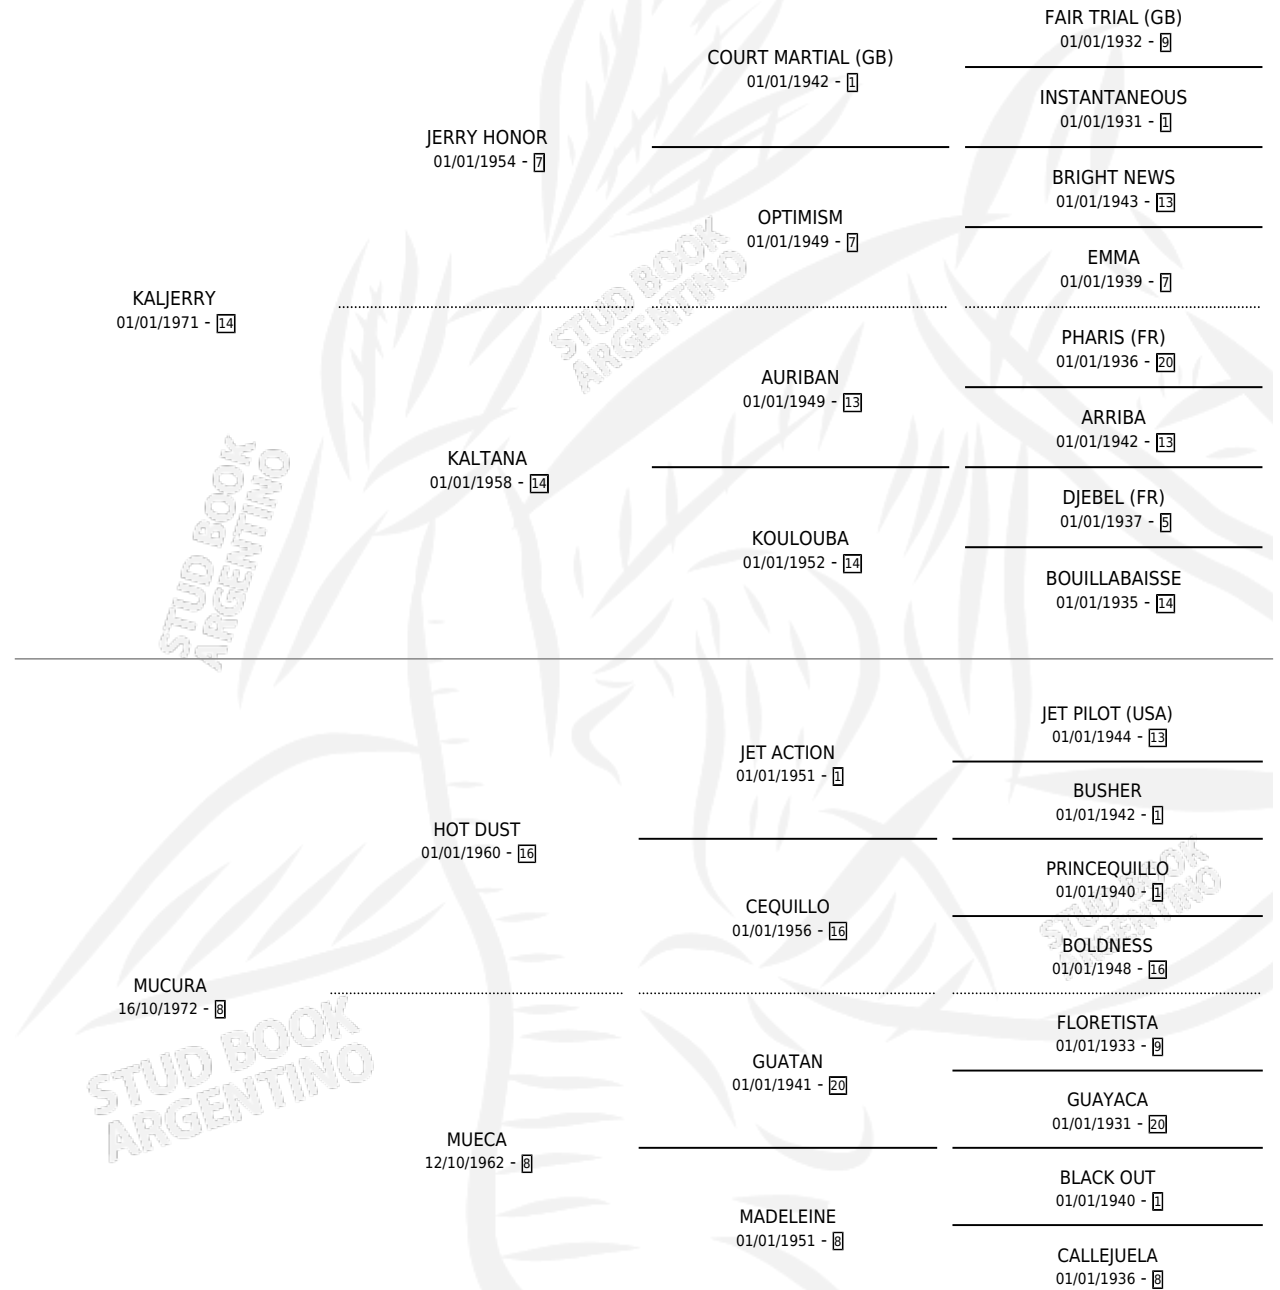 FAIR TRIAL (GB)
01/01/1932 - 9
COURT MARTIAL (GB)
01/01/1942 - 1
INSTANTANEOUS
01/01/1931 - 1
JERRY HONOR
01/01/1954 - 7
BRIGHT NEWS
01/01/1943 - 13
OPTIMISM
01/01/1949 - 7
EMMA
01/01/1939 - 7
KALJERRY
01/01/1971 - 14
STUD BOOK
ARGENTINO
PHARIS (FR)
01/01/1936 - 20
AURIBAN
01/01/1949 - 13
ARRIBA
01/01/1942 - 13
KALTANA
01/01/1958 - 14
DJEBEL (FR)
01/01/1937 - 5
KOULOUBA
01/01/1952 - 14
BOUILLABAISSE
01/01/1935 - 14
STUD BOOK
ARGENTINO
JET PILOT (USA)
01/01/1944 - 13
JET ACTION
01/01/1951 - 1
BUSHER
01/01/1942 - 1
HOT DUST
01/01/1960 - 16
PRINCEQUILLO
01/01/1940 - 1
CEQUILLO
01/01/1956 - 16
STUD BOOK
ARGENTINO
BOLDNESS
01/01/1948 - 16
MUCURA
16/10/1972 - 8
FLORETISTA
01/01/1933 - 9
GUATAN
01/01/1941 - 20
STUD BOOK
ARGENTINO
GUAYACA
01/01/1931 - 20
MUECA
12/10/1962 - 8
BLACK OUT
01/01/1940 - 1
MADELEINE
01/01/1951 - 8
CALLEJUELA
01/01/1936 - 8